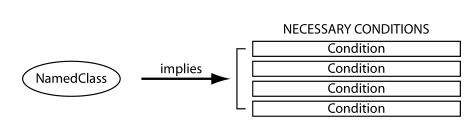 NECESSARY CONDITIONS
Condition
implies
Condition
NamedClass
Condition
Condition